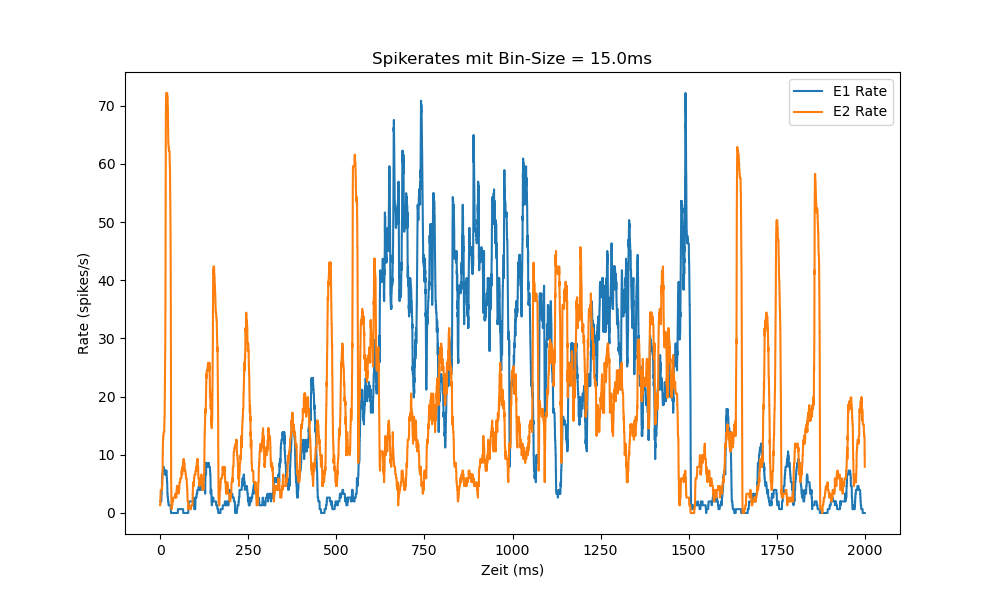 Spikerates mit Bin-Size = 15.0ms
E1 Rate
E2 Rate
Rate (spikes/s)
70
60
50
40
30
20
10
0
0 250 500 750 1000 1250 1500 1750 2000
Zeit (ms)